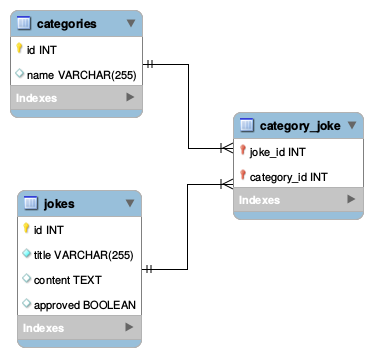 categories
id INT
name VARCHAR(255)
Indexes
category_joke
joke_id INT
category_id INT
Indexes
jokes
id INT
title VARCHAR(255)
content TEXT
approved BOOLEAN
Indexes